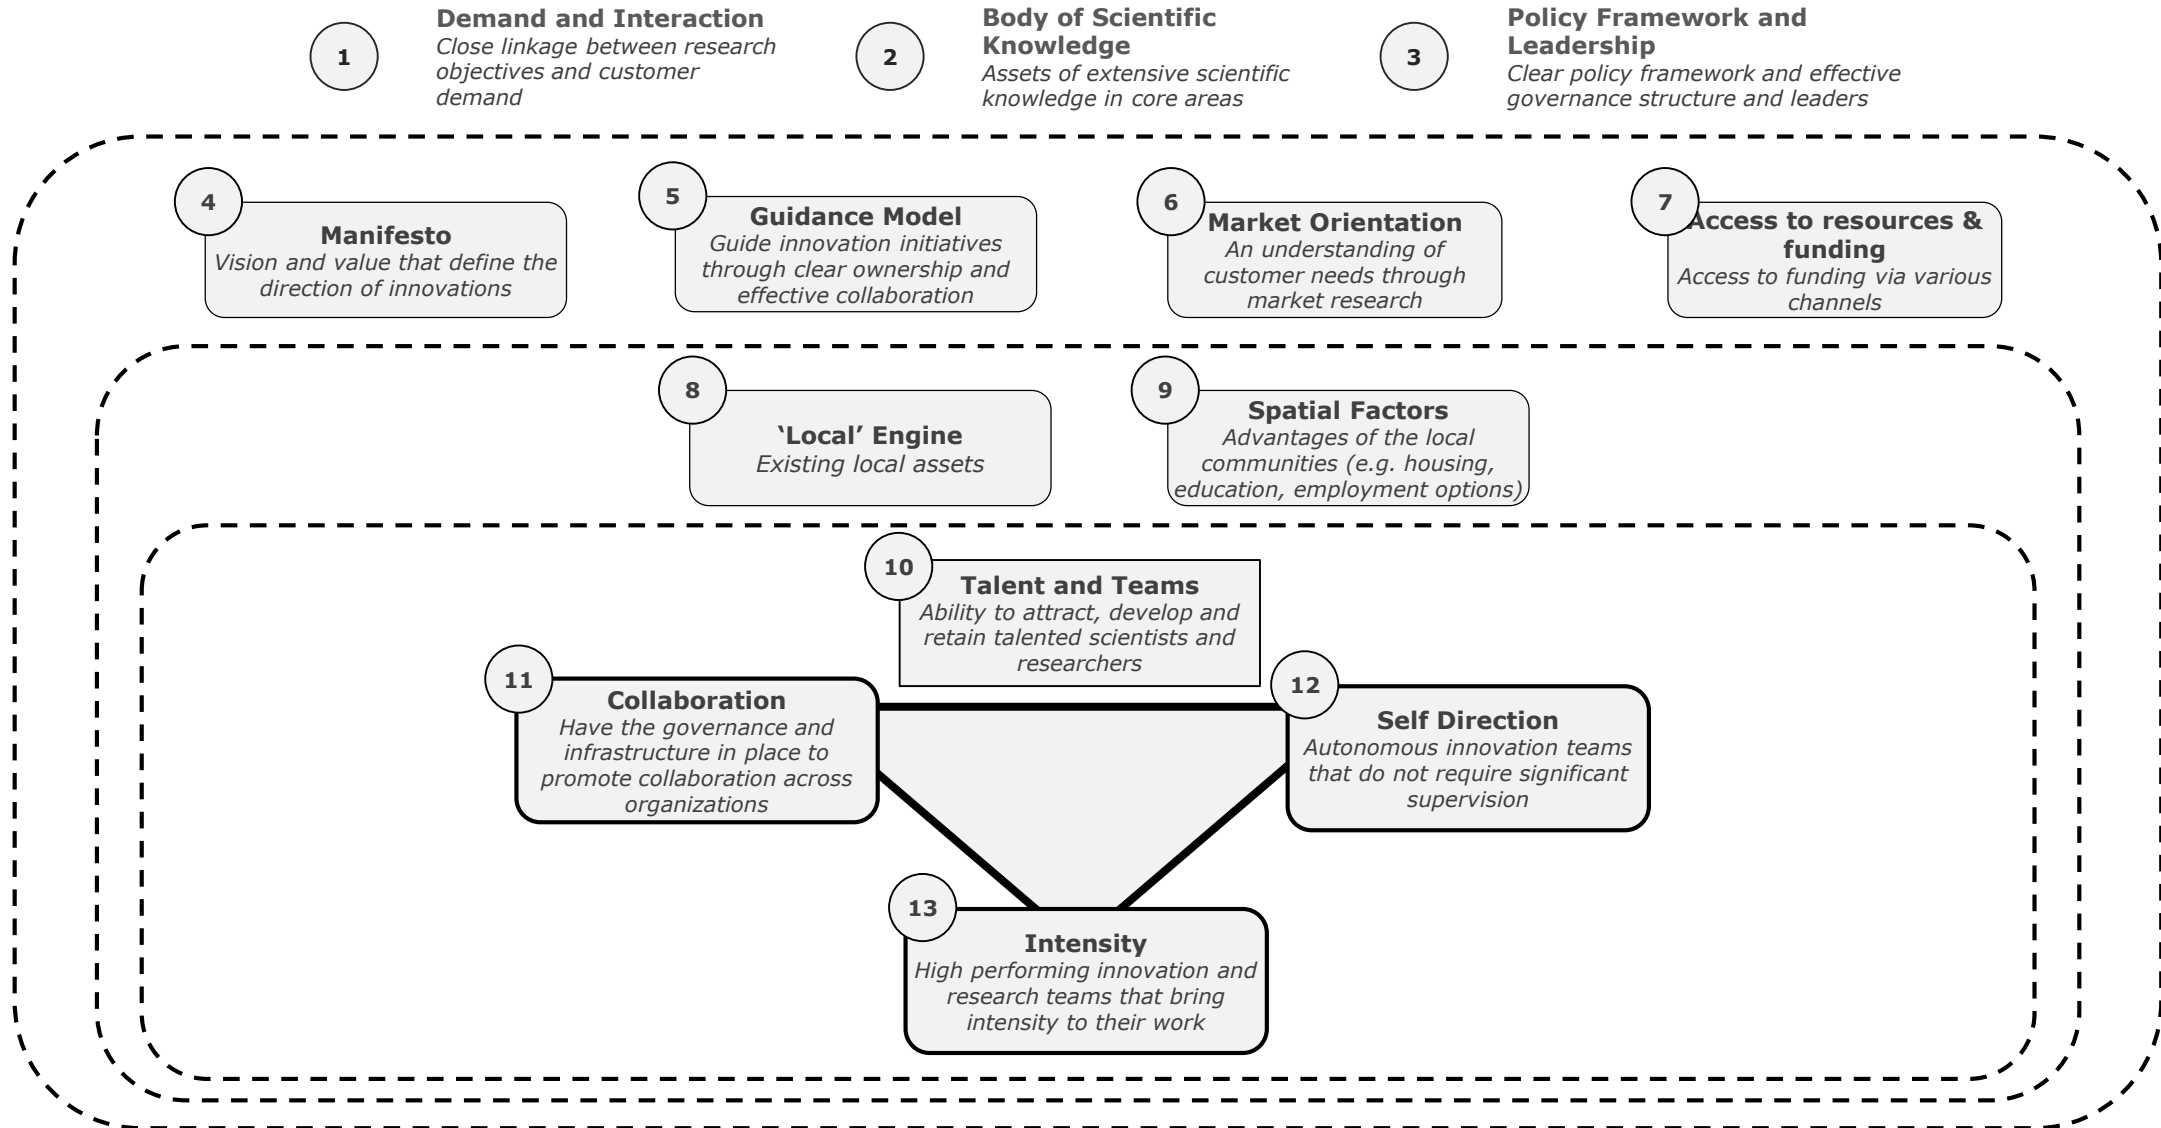 1
Demand and Interaction
Close linkage between research
objectives and customer
demand
2
Body of Scientific
Knowledge
Assets of extensive scientific
knowledge in core areas
3
Policy Framework and
Leadership
Clear policy framework and effective
governance structure and leaders
4
Manifesto
Vision and value that define the
direction of innovations
5
Guidance Model
Guide innovation initiatives
through clear ownership and
effective collaboration
6
Market Orientation
An understanding of
customer needs through
market research
7
Access to resources &
funding
Access to funding via various
channels
8
‘Local’ Engine
Existing local assets
9
Spatial Factors
Advantages of the local
communities (e.g. housing,
education, employment options)
10
Talent and Teams
Ability to attract, develop and
retain talented scientists and
researchers
11
Collaboration
Have the governance and
infrastructure in place to
promote collaboration across
organizations
12
Self Direction
Autonomous innovation teams
that do not require significant
supervision
13
Intensity
High performing innovation and
research teams that bring
intensity to their work